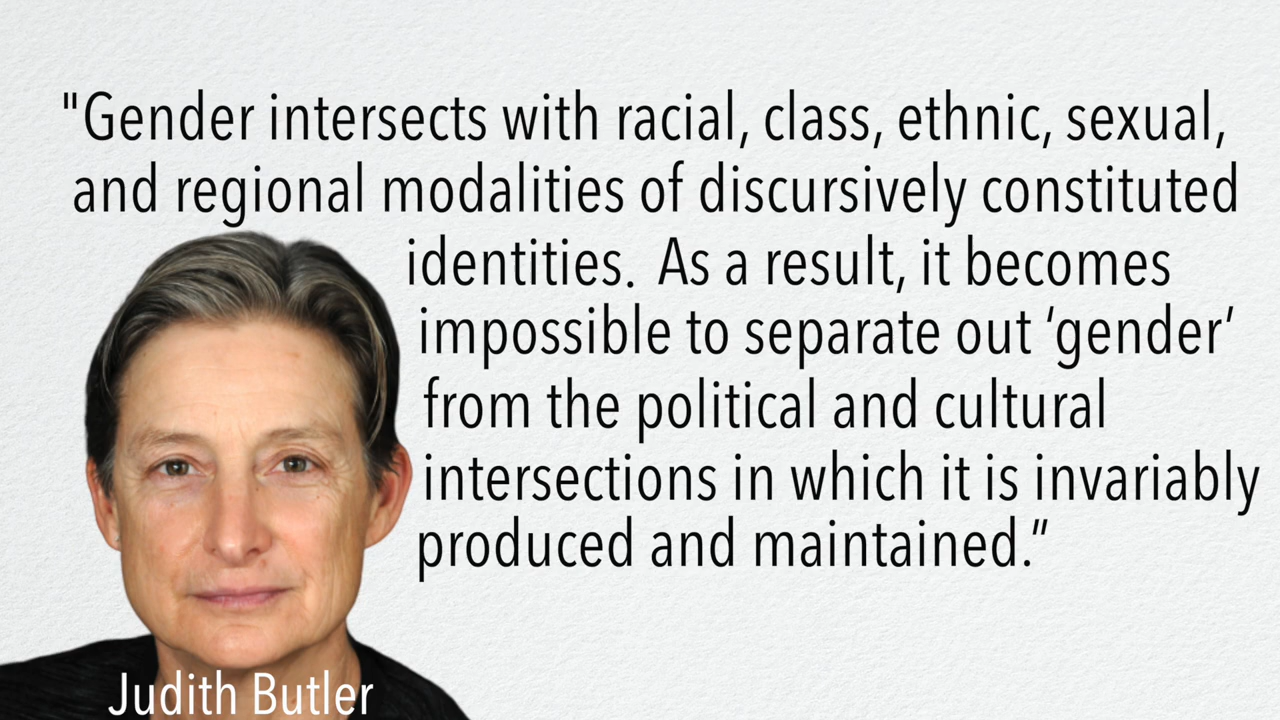 "Gender intersects with racial, class, ethnic, sexual,
and regional modalities of discursively constituted
identities. As a result, it becomes
impossible to separate out ‘gender’
from the political and cultural
intersections in which it is invariably
produced and maintained.”
Judith Butler